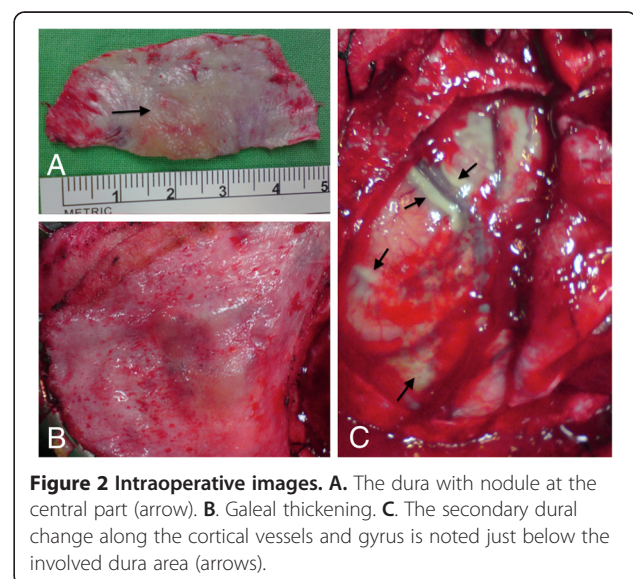 A
1 2 3 4 5
METRIC
B
C
Figure 2 Intraoperative images. A. The dura with nodule at the
central part (arrow). B. Galeal thickening. C. The secondary dural
change along the cortical vessels and gyrus is noted just below the
involved dura area (arrows).